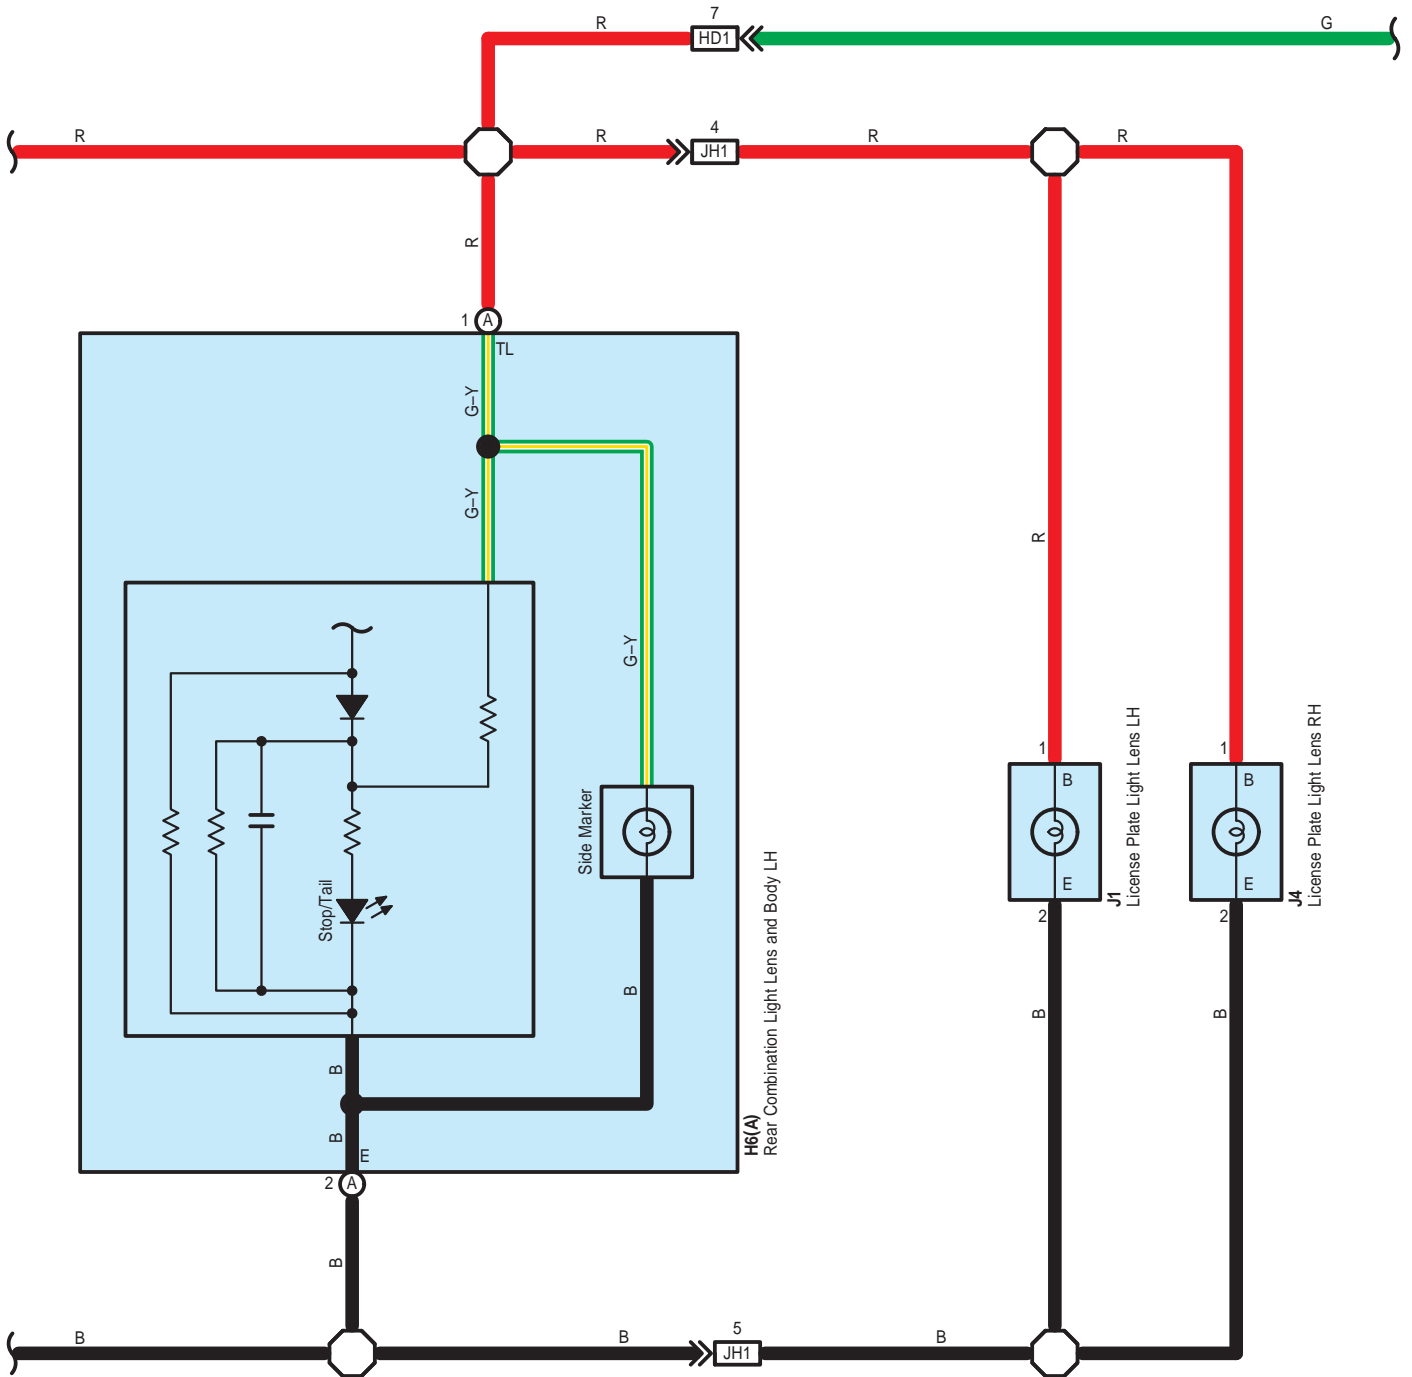 7
R
HD1
G
R
R
4
JH1
R
R
R
1
A
TL
G–Y
G–Y
G–Y
R
Stop/Tail
Side Marker
1
B
E
2
J1
License Plate Light Lens LH
1
B
E
2
J4
License Plate Light Lens RH
B
B
B
B
B
E
2
A
H6(A)
Rear Combination Light Lens and Body LH
B
B
B
5
JH1
B